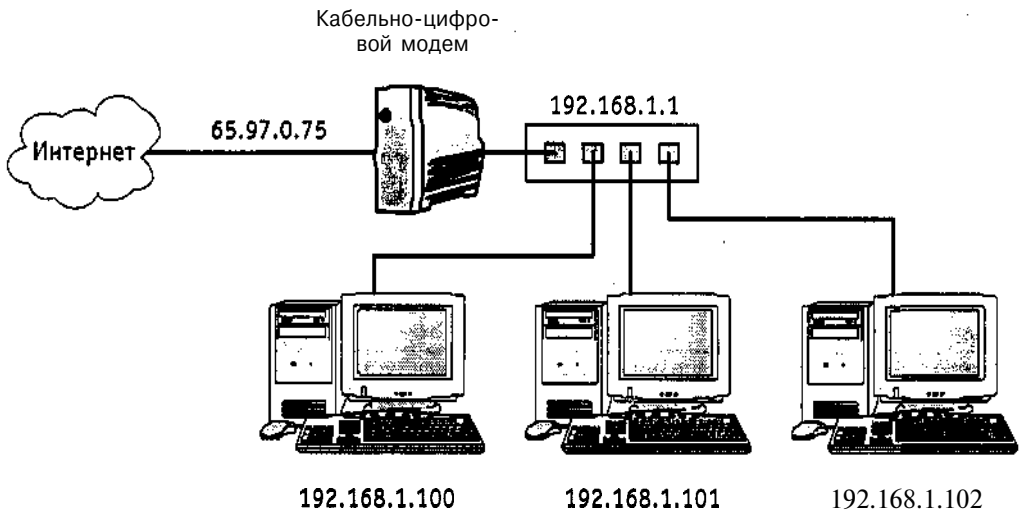 Кабельно-цифро-
вой модем
192.168.1.1
65.97.0.75
Интернет
192.168.1.100
192.168.1.101
192.168.1.102